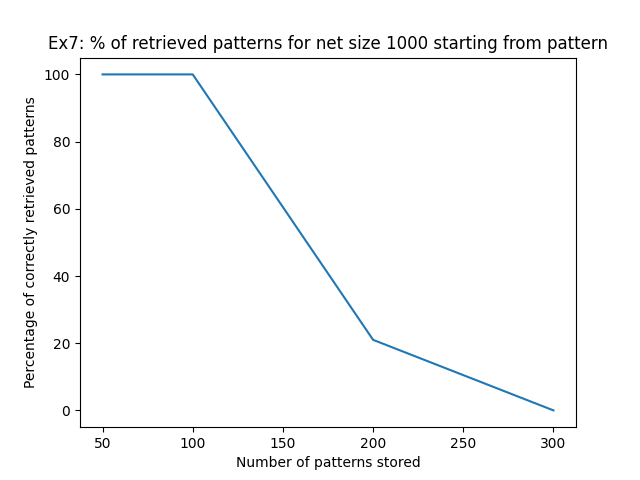 Ex7: % of retrieved patterns for net size 1000 starting from pattern
Percentage of correctly retrieved patterns
100
80
60
40
20
0
50 100 150 200 250 300
Number of patterns stored